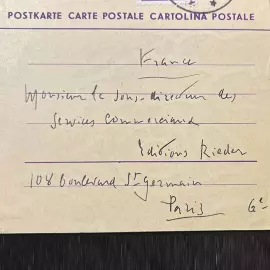 POSTKARTE CARTE POSTALE CARTOLINA POSTALE
France
Monsieur le sous-directeur des
Services commerciaux
Editions Rieder
108 boulevard St Germain
Paris 6e